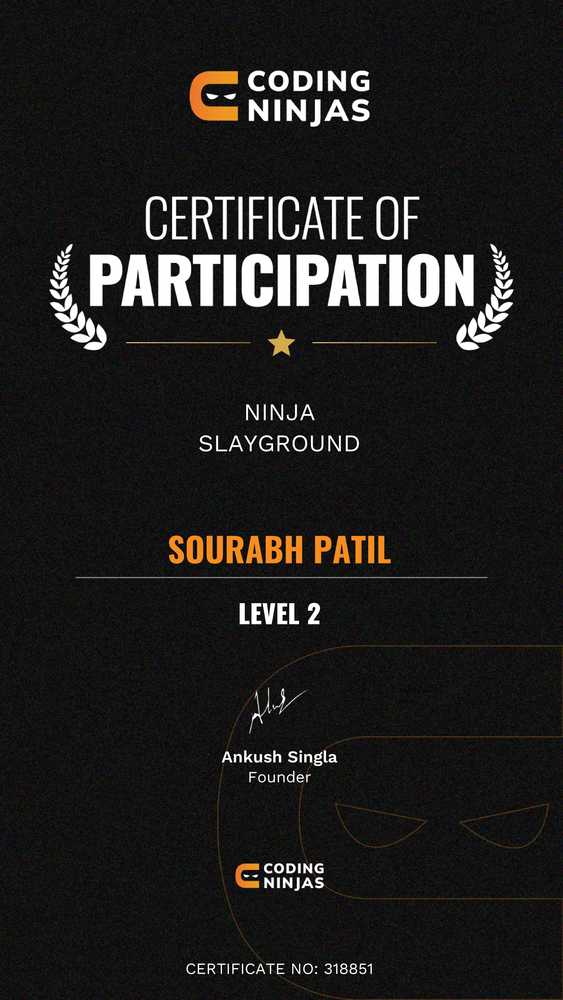 CODING
NINJAS
CERTIFICATE OF
PARTICIPATION
NINJA
SLAYGROUND
SOURABH PATIL
LEVEL 2
Ankush Singla
Founder
CODING
NINJAS
CERTIFICATE NO: 318851